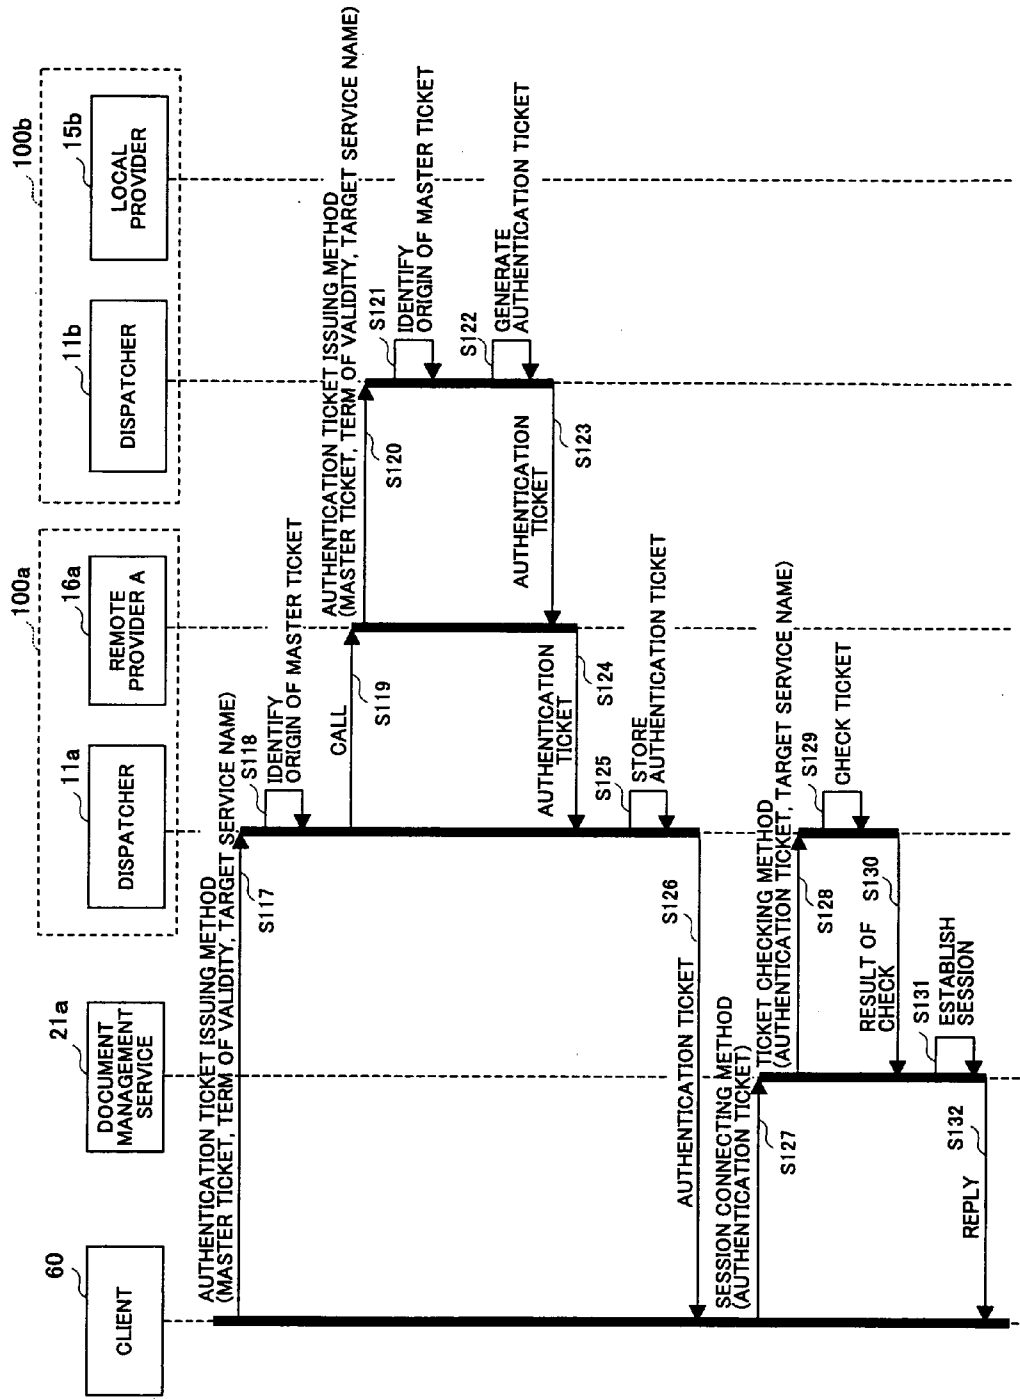 60
CLIENT
21a
DOCUMENT
MANAGEMENT
SERVICE
100a
11a
DISPATCHER
16a
REMOTE
PROVIDER A
100b
11b
DISPATCHER
15b
LOCAL
PROVIDER
AUTHENTICATION TICKET ISSUING METHOD
(MASTER TICKET, TERM OF VALIDITY, TARGET SERVICE NAME)
S117
S118
IDENTIFY
ORIGIN OF MASTER TICKET
CALL
S119
AUTHENTICATION TICKET ISSUING METHOD
(MASTER TICKET, TERM OF VALIDITY, TARGET SERVICE NAME)
S120
S121
IDENTIFY
ORIGIN OF MASTER TICKET
S122
GENERATE
AUTHENTICATION TICKET
AUTHENTICATION
TICKET
S123
AUTHENTICATION
TICKET
S124
S125
STORE
AUTHENTICATION TICKET
AUTHENTICATION TICKET
S126
SESSION CONNECTING METHOD
(AUTHENTICATION TICKET)
S127
TICKET CHECKING METHOD
(AUTHENTICATION TICKET, TARGET SERVICE NAME)
S128
S129
CHECK TICKET
RESULT OF
CHECK
S130
S131
ESTABLISH
SESSION
REPLY
S132